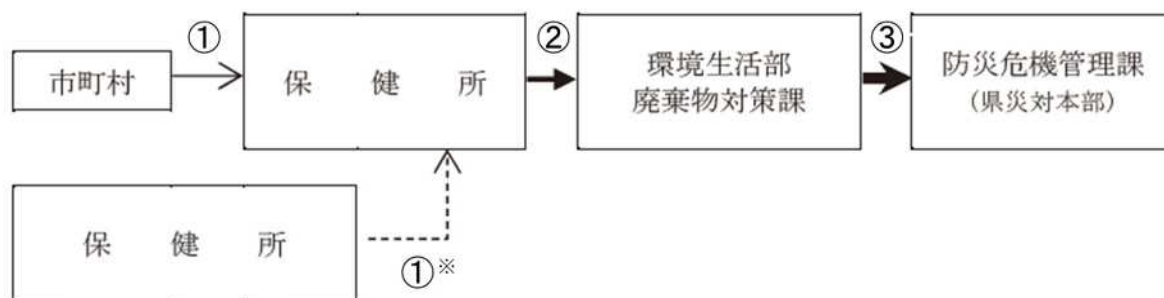 ① ② ③
市町村
保　健　所
環境生活部
廃棄物対策課
防災危機管理課
（県災対本部）
保　健　所
①※